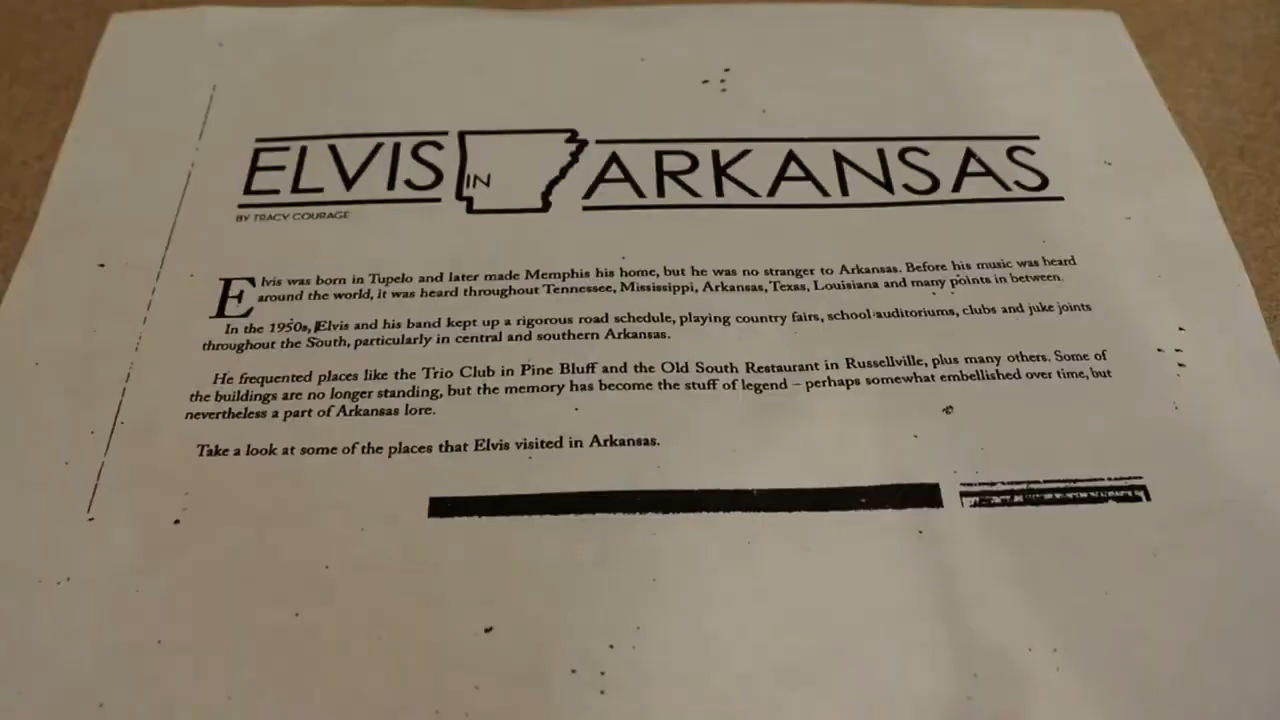 ELVIS IN ARKANSAS
BY TRACY COURAGE
Elvis was born in Tupelo and later made Memphis his home, but he was no stranger to Arkansas. Before his music was heard
around the world, it was heard throughout Tennessee, Mississippi, Arkansas, Texas, Louisiana and many points in between.
In the 1950s, Elvis and his band kept up a rigorous road schedule, playing country fairs, school auditoriums, clubs and juke joints
throughout the South, particularly in central and southern Arkansas.
He frequented places like the Trio Club in Pine Bluff and the Old South Restaurant in Russellville, plus many others. Some of
the buildings are no longer standing, but the memory has become the stuff of legend – perhaps somewhat embellished over time, but
nevertheless a part of Arkansas lore.
Take a look at some of the places that Elvis visited in Arkansas.